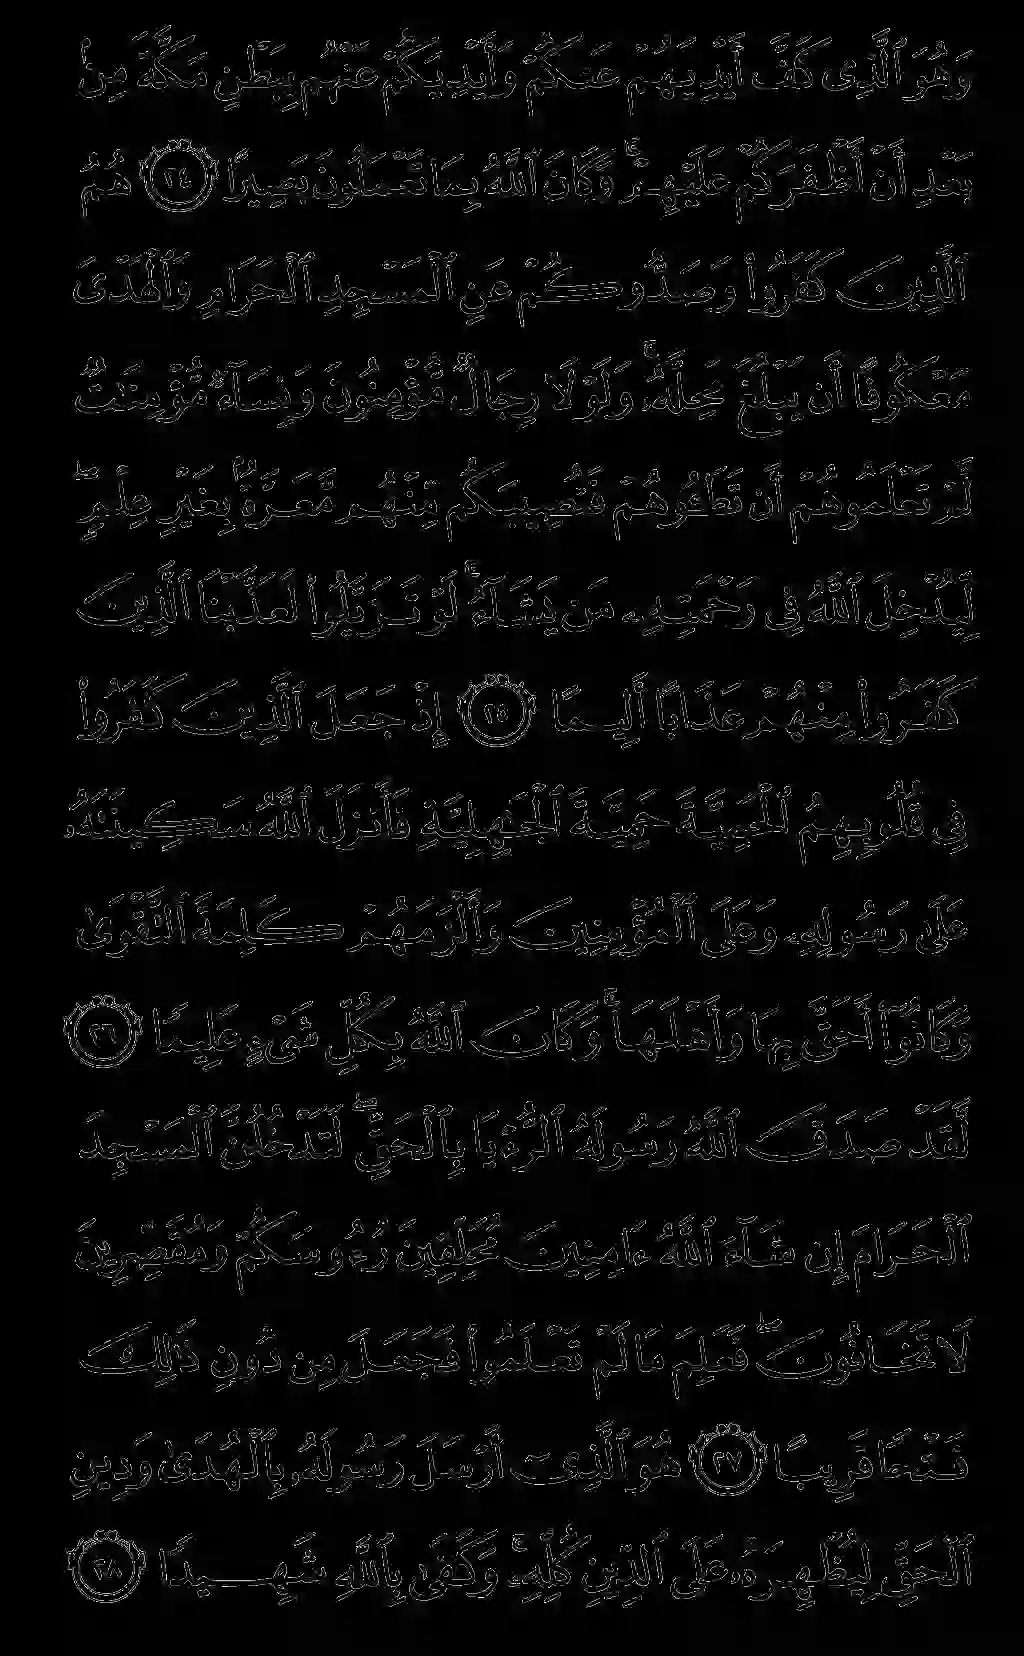 وَهُوَ ٱلَّذِى كَفَّ أَيْدِيَهُمْ عَنكُمْ وَأَيْدِيَكُمْ عَنْهُم بِبَطْنِ مَكَّةَ مِنۢ
بَعْدِ أَنْ أَظْفَرَكُمْ عَلَيْهِمْ ۚ وَكَانَ ٱللَّهُ بِمَا تَعْمَلُونَ بَصِيرًا ٢٤ هُمُ
ٱلَّذِينَ كَفَرُوا۟ وَصَدُّوكُمْ عَنِ ٱلْمَسْجِدِ ٱلْحَرَامِ وَٱلْهَدْىَ
مَعْكُوفًا أَن يَبْلُغَ مَحِلَّهُۥ ۚ وَلَوْلَا رِجَالٌ مُّؤْمِنُونَ وَنِسَآءٌ مُّؤْمِنَٰتٌ
لَّمْ تَعْلَمُوهُمْ أَن تَطَـُٔوهُمْ فَتُصِيبَكُم مِّنْهُم مَّعَرَّةٌۢ بِغَيْرِ عِلْمٍ ۖ
لِّيُدْخِلَ ٱللَّهُ فِى رَحْمَتِهِۦ مَن يَشَآءُ ۚ لَوْ تَزَيَّلُوا۟ لَعَذَّبْنَا ٱلَّذِينَ
كَفَرُوا۟ مِنْهُمْ عَذَابًا أَلِيمًا ٢٥ إِذْ جَعَلَ ٱلَّذِينَ كَفَرُوا۟
فِى قُلُوبِهِمُ ٱلْحَمِيَّةَ حَمِيَّةَ ٱلْجَٰهِلِيَّةِ فَأَنزَلَ ٱللَّهُ سَكِينَتَهُۥ
عَلَىٰ رَسُولِهِۦ وَعَلَى ٱلْمُؤْمِنِينَ وَأَلْزَمَهُمْ كَلِمَةَ ٱلتَّقْوَىٰ
وَكَانُوٓا۟ أَحَقَّ بِهَا وَأَهْلَهَا ۚ وَكَانَ ٱللَّهُ بِكُلِّ شَىْءٍ عَلِيمًا ٢٦
لَّقَدْ صَدَقَ ٱللَّهُ رَسُولَهُ ٱلرُّءْيَا بِٱلْحَقِّ ۖ لَتَدْخُلُنَّ ٱلْمَسْجِدَ
ٱلْحَرَامَ إِن شَآءَ ٱللَّهُ ءَامِنِينَ مُحَلِّقِينَ رُءُوسَكُمْ وَمُقَصِّرِينَ
لَا تَخَافُونَ ۖ فَعَلِمَ مَا لَمْ تَعْلَمُوا۟ فَجَعَلَ مِن دُونِ ذَٰلِكَ
فَتْحًا قَرِيبًا ٢٧ هُوَ ٱلَّذِىٓ أَرْسَلَ رَسُولَهُۥ بِٱلْهُدَىٰ وَدِينِ
ٱلْحَقِّ لِيُظْهِرَهُۥ عَلَى ٱلدِّينِ كُلِّهِۦ ۚ وَكَفَىٰ بِٱللَّهِ شَهِيدًا ٢٨